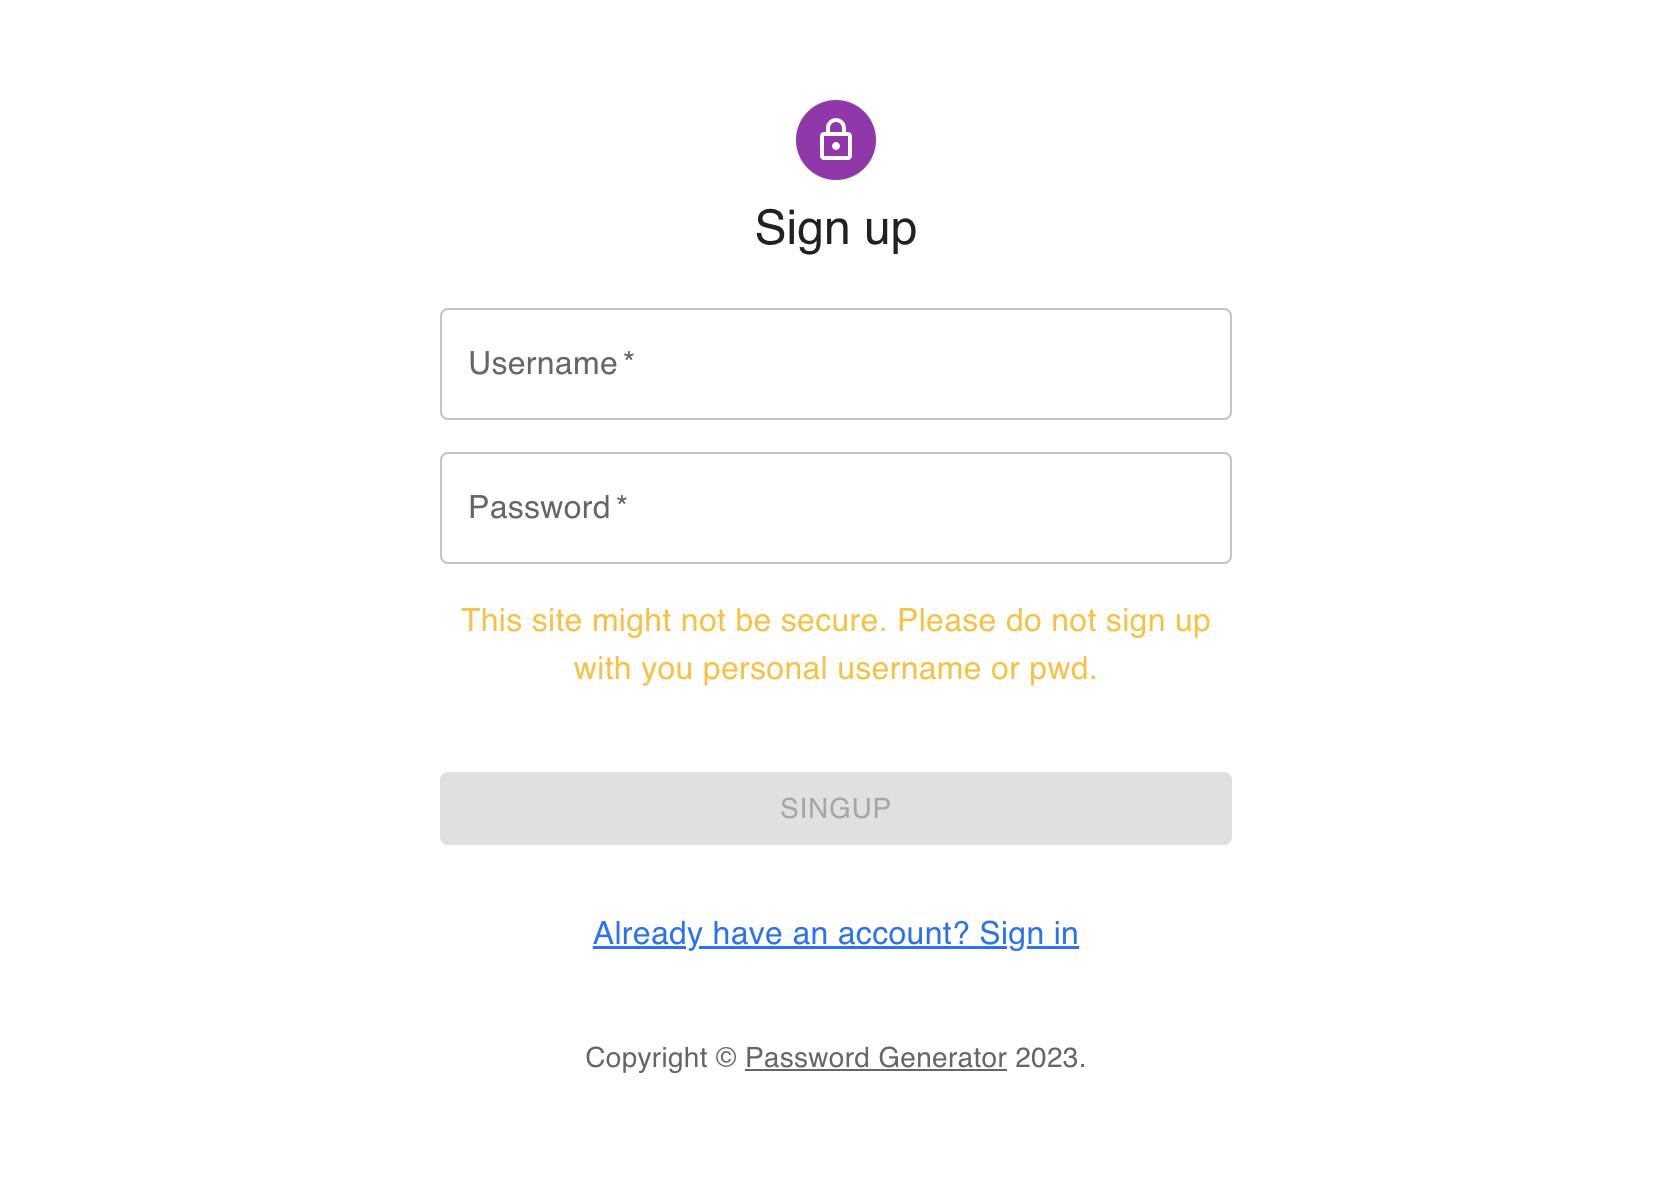 Sign up
Username *
Password *
This site might not be secure. Please do not sign up
with you personal username or pwd.
SINGUP
Already have an account? Sign in
Copyright © Password Generator 2023.